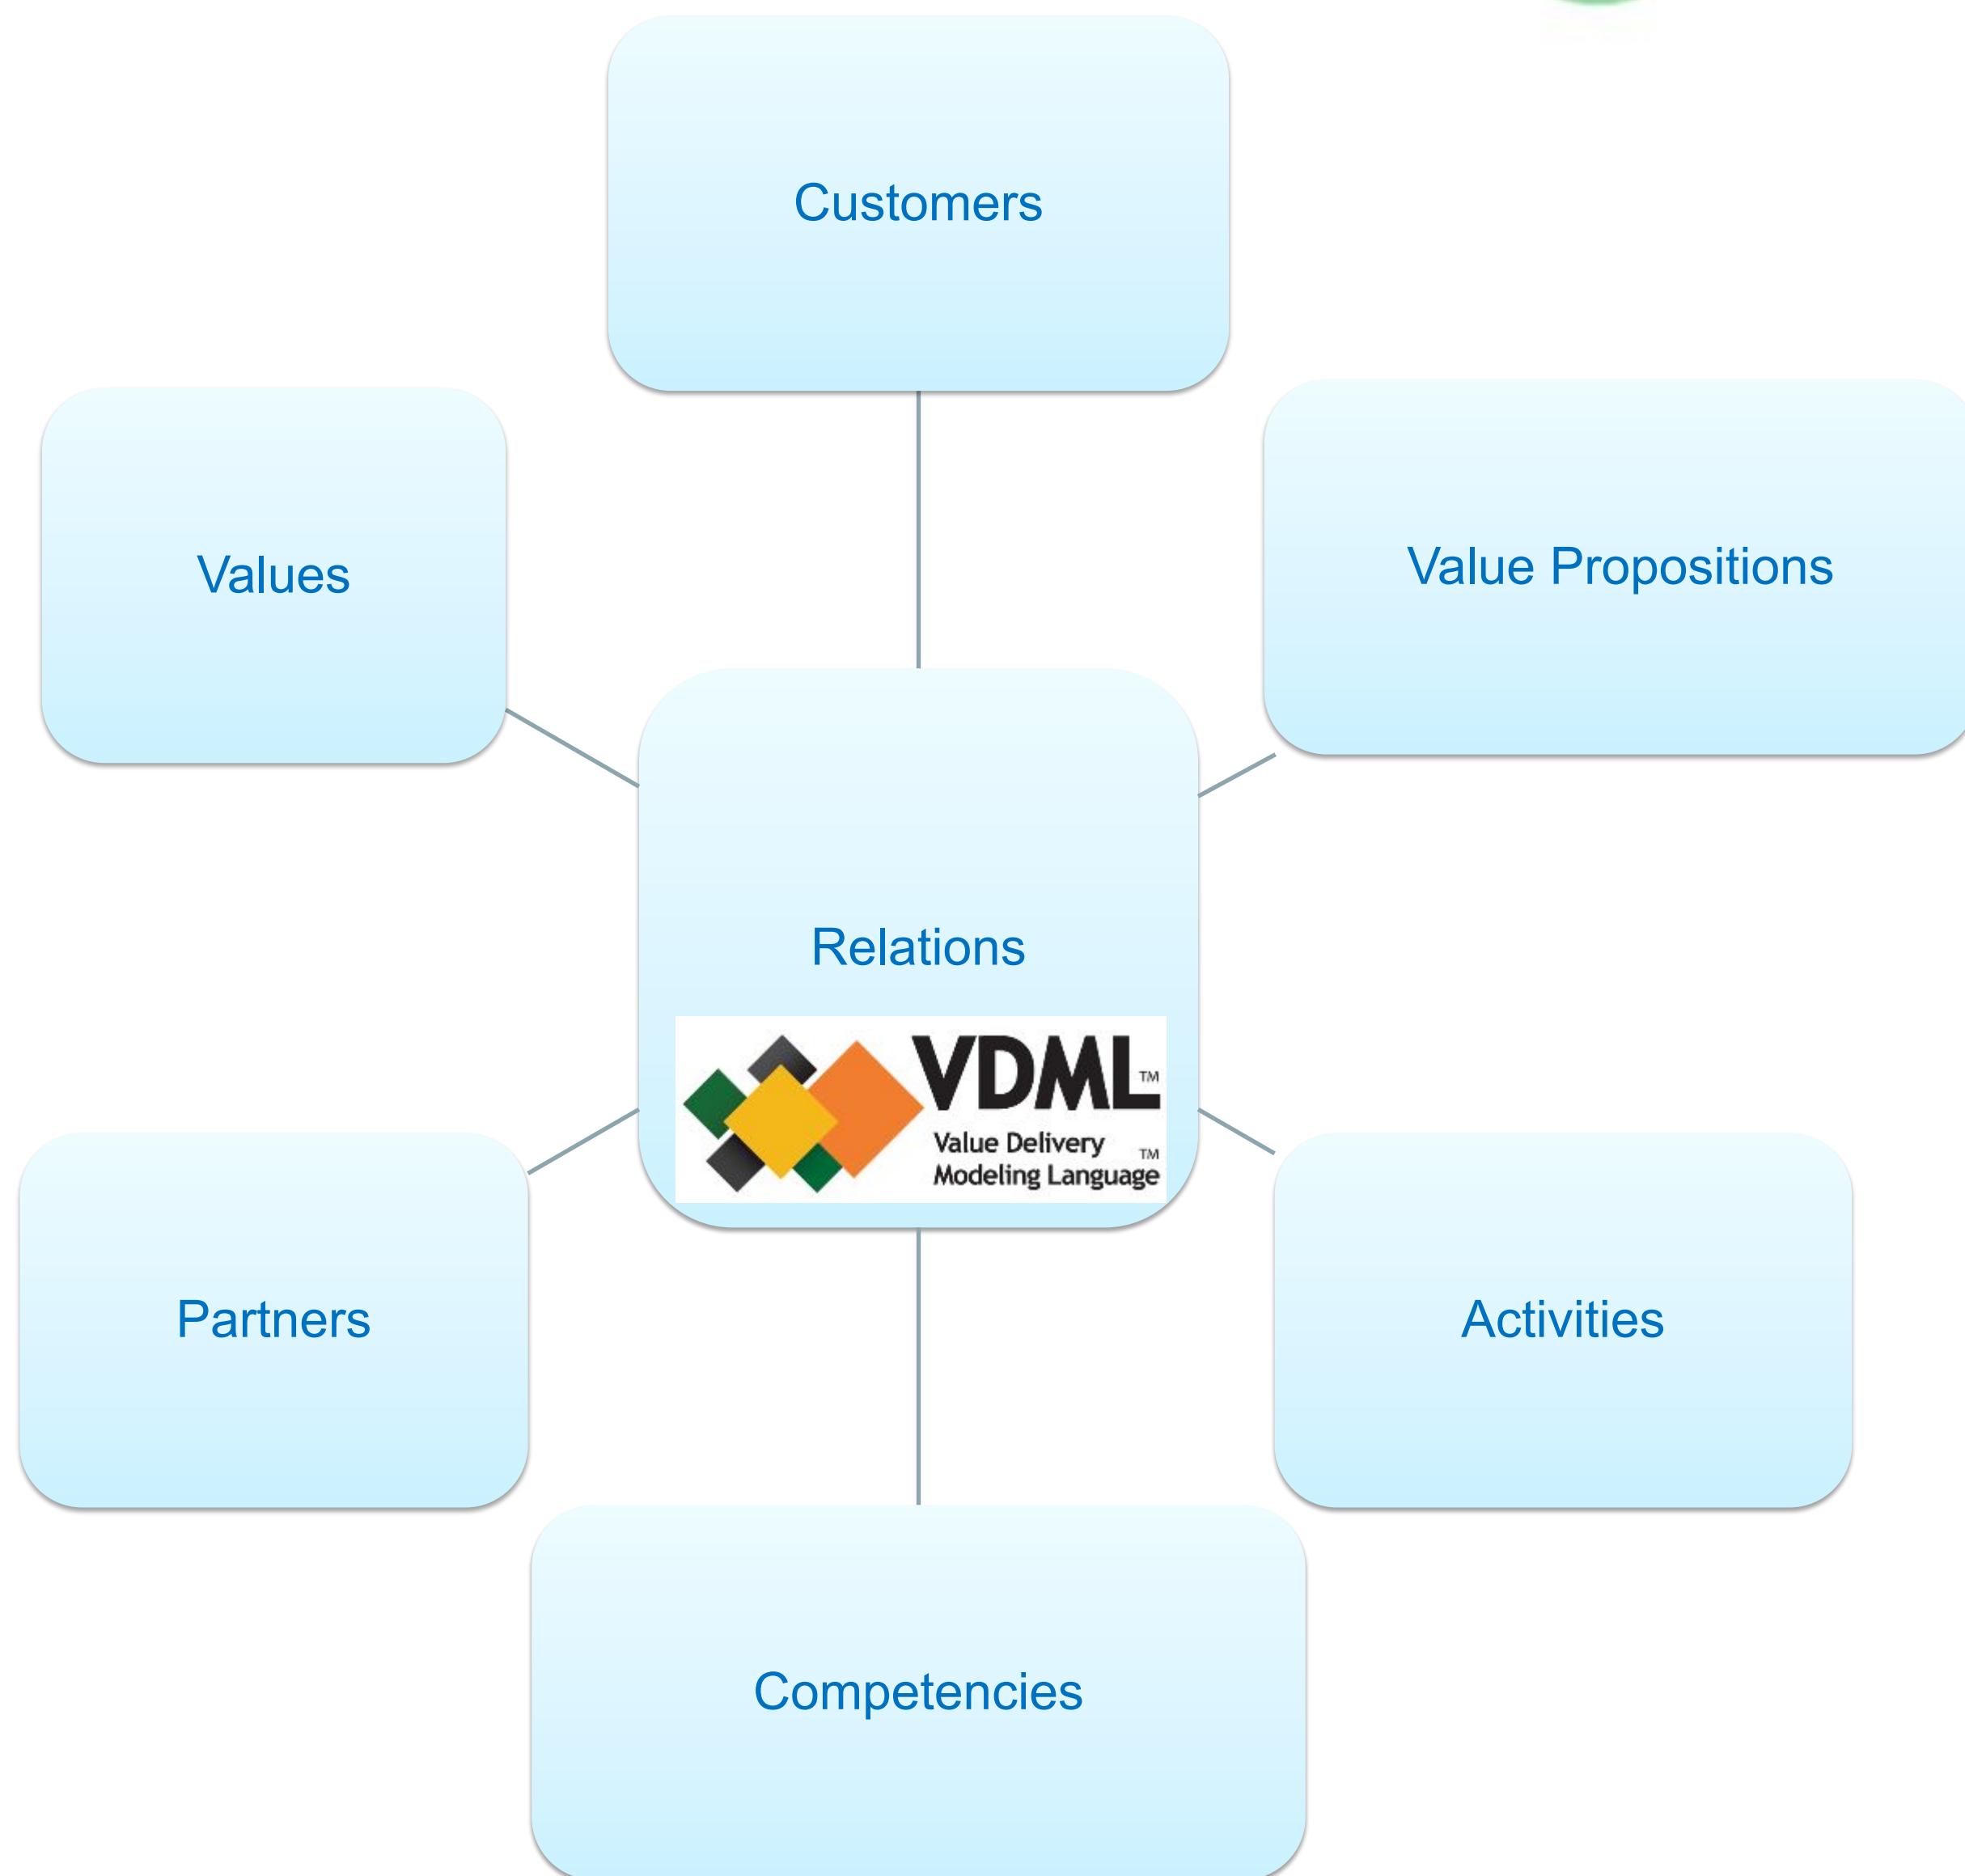 Customers
Values
Value Propositions
Relations
VDML™
Value Delivery
Modeling Language™
Partners
Activities
Competencies